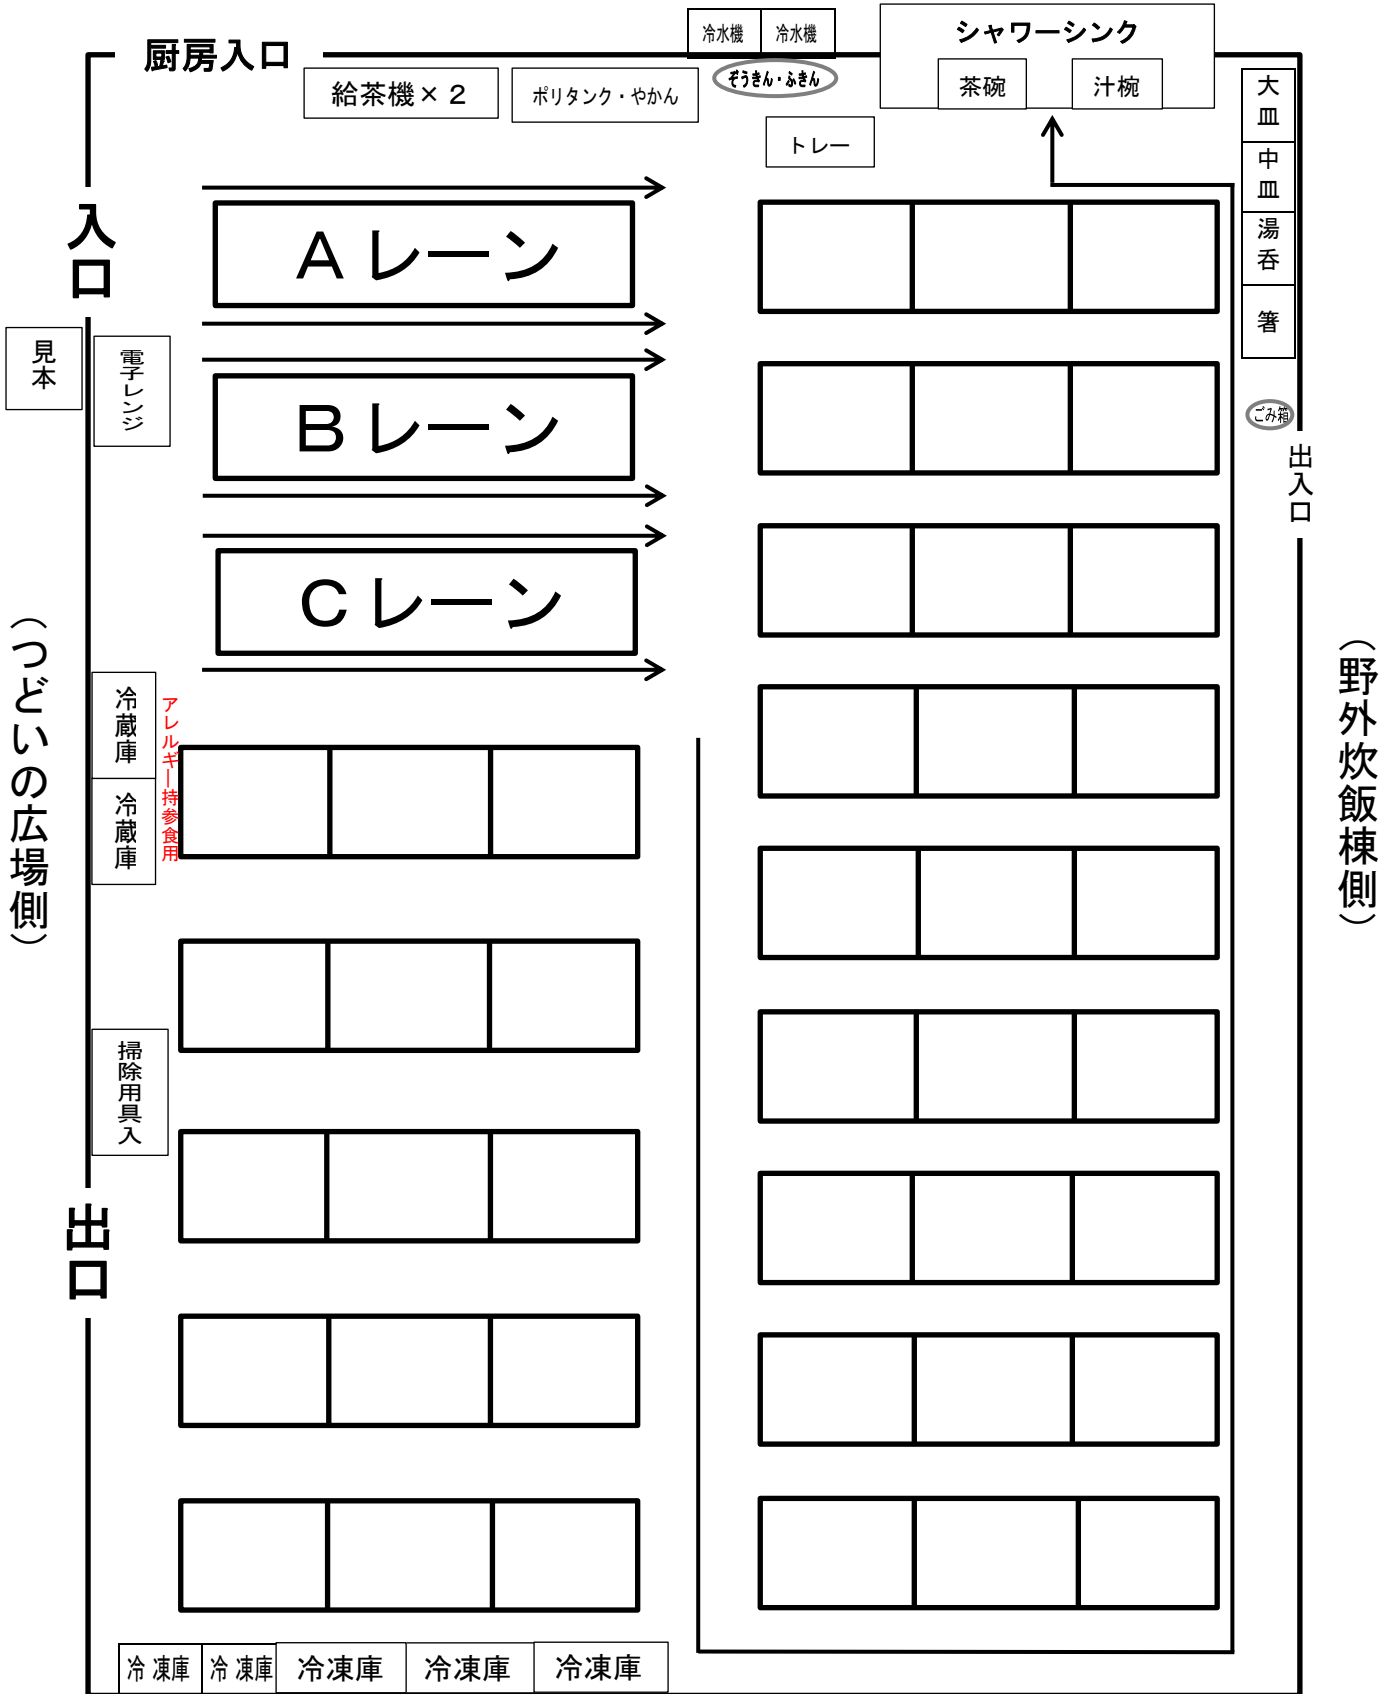 冷水機
冷水機
シャワーシンク
厨房入口
ぞうきん・ふきん
給茶機×2
ポリタンク・やかん
茶碗
汁椀
大皿
トレー
中皿
入口
Aレーン
湯呑
箸
見本
電子レンジ
Bレーン
ごみ箱
出入口
Cレーン
(つどいの広場側)
(野外炊飯棟側)
冷蔵庫
アレルギー持参食用
冷蔵庫
掃除用具入
出口
冷凍庫
冷凍庫
冷凍庫
冷凍庫
冷凍庫